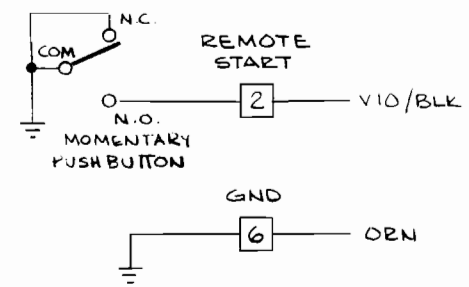 N.C.
COM
REMOTE
START
2
VIO/BLK
N.O.
MOMENTARY
PUSHBUTTON
GND
6
ORN